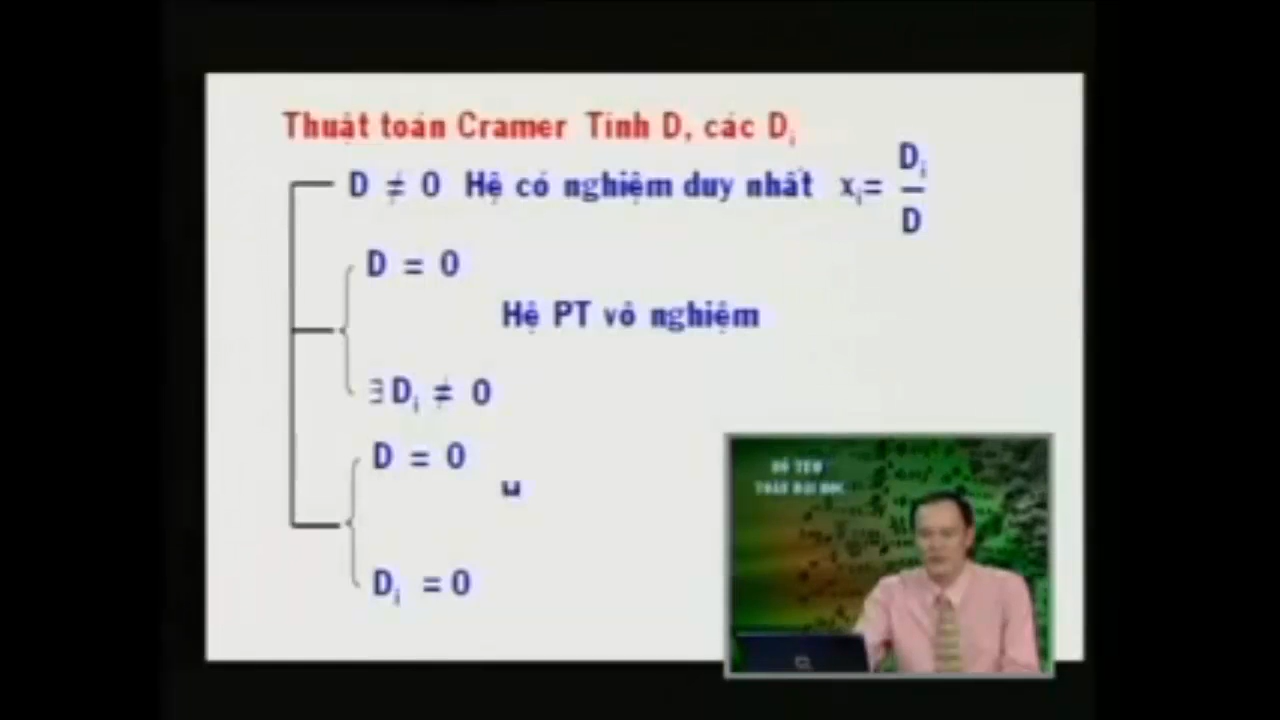 Thuật toán Cramer Tính D, các Dᵢ
D ≠ 0 Hệ có nghiệm duy nhất xᵢ= Dᵢ
D
D = 0
Hệ PT vô nghiệm
∃ Dᵢ ≠ 0
D = 0
Dᵢ = 0